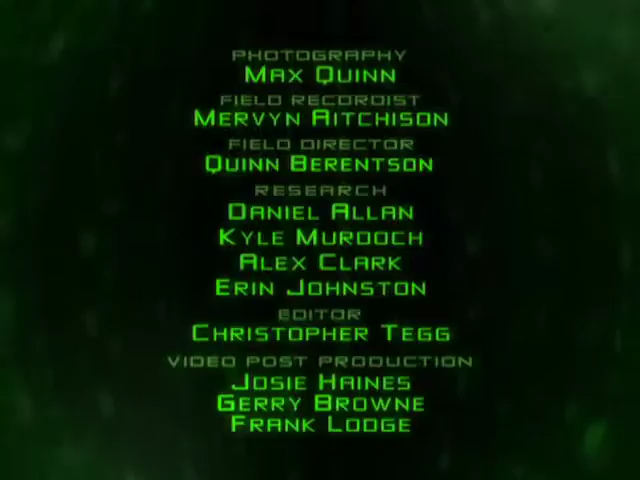 PHOTOGRAPHY
MAX QUINN
FIELD RECORDIST
MERVYN AITCHISON
FIELD DIRECTOR
QUINN BERENTSON
RESEARCH
DANIEL ALLAN
KYLE MURDOCH
ALEX CLARK
ERIN JOHNSTON
EDITOR
CHRISTOPHER TEGG
VIDEO POST PRODUCTION
JOSIE HAINES
GERRY BROWNE
FRANK LODGE